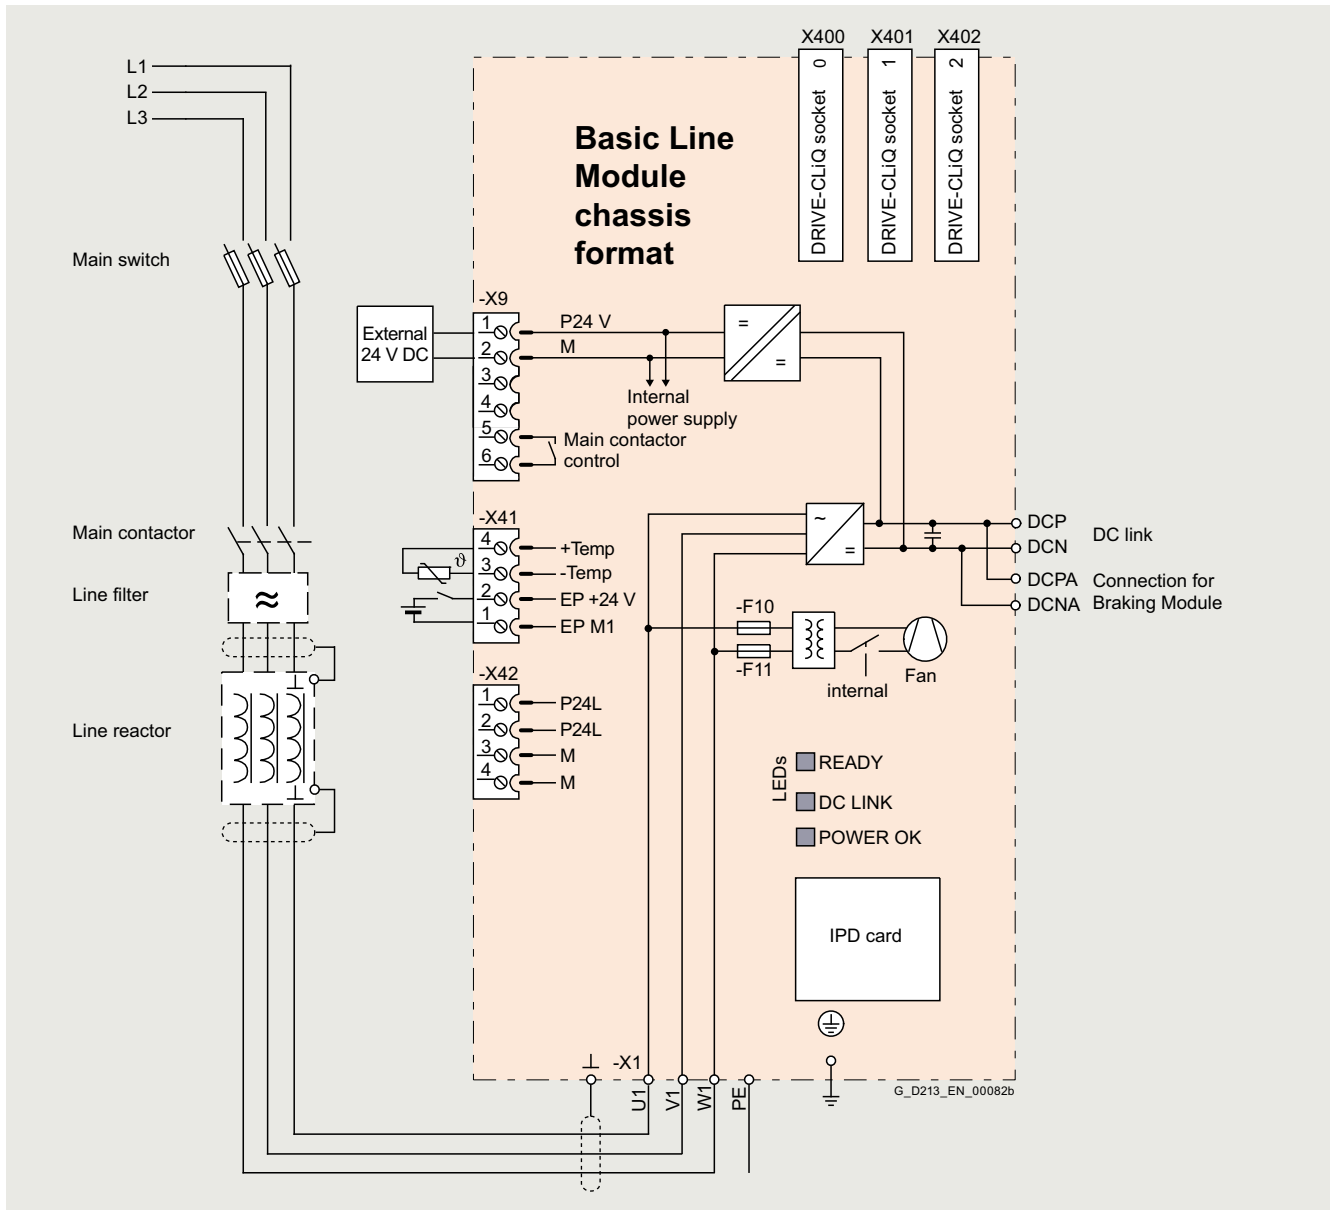 X400 X401 X402
L1
L2
L3
DRIVE-CLiQ socket 0
DRIVE-CLiQ socket 1
DRIVE-CLiQ socket 2
Basic Line
Module
chassis
format
Main switch
-X9
External
24 V DC
1 P24 V
2 M
3
4
5
6
Internal
power supply
Main contactor
control
= =
Main contactor
Line filter
≈
Line reactor
-X41
ϑ
4 +Temp
3 -Temp
2 EP +24 V
1 EP M1
~ =
DCP
DCN
DC link
DCPA
DCNA
Connection for
Braking Module
-F10
-F11
internal
Fan
-X42
1 P24L
2 P24L
3 M
4 M
LEDs
READY
DC LINK
POWER OK
IPD card
-X1
U1
V1
W1
PE
G_D213_EN_00082b